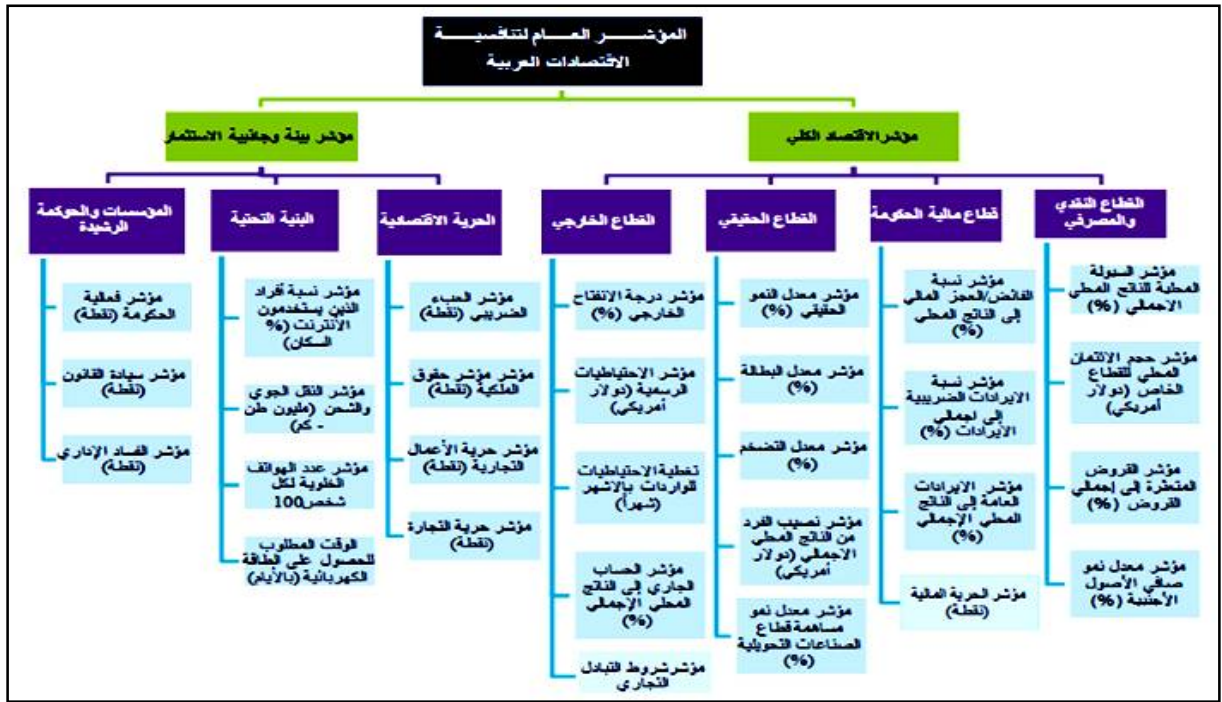 المؤشر العام لتنافسية
الاقتصادات العربية
مؤشر الاقتصاد الكلي
مؤشر بيئة وجاذبية الاستثمار
القطاع النقدي
والمصرفي
قطاع مالية الحكومة
القطاع الحقيقي
القطاع الخارجي
الحرية الاقتصادية
البنية التحتية
المؤسسات والحوكمة
الرشيدة
مؤشر السيولة
المحلية للناتج المحلي
الاجمالي (%)
مؤشر حجم الائتمان
المحلي للقطاع
الخاص (دولار
أمريكي)
مؤشر القروض
المتعثرة إلى إجمالي
القروض (%)
مؤشر معدل نمو
صافي الأصول
الأجنبية (%)
مؤشر نسبة
الفائض/العجز المالي
إلى الناتج المحلي
(%)
مؤشر نسبة
الايرادات الضريبية
إلى اجمالي
الايرادات (%)
مؤشر الايرادات
العامة إلى الناتج
المحلي الإجمالي
(%)
مؤشر الحرية المالية
(نقطة)
مؤشر معدل النمو
الحقيقي (%)
مؤشر معدل البطالة
(%)
مؤشر معدل التضخم
(%)
مؤشر نصيب الفرد
من الناتج المحلي
الاجمالي (دولار
أمريكي)
مؤشر معدل نمو
مساهمة قطاع
الصناعات التحويلية
(%)
مؤشر درجة الانفتاح
الخارجي (%)
مؤشر الاحتياطيات
الرسمية (دولار
أمريكي)
تغطية الاحتياطيات
للواردات بالاشهر
(شهراً)
مؤشر الحساب
الجاري إلى الناتج
المحلي الإجمالي
(%)
مؤشر شروط التبادل
التجاري
مؤشر العبء
الضريبي (نقطة)
مؤشر مؤشر حقوق
الملكية (نقطة)
مؤشر حرية الأعمال
التجارية (نقطة)
مؤشر حرية التجارة
(نقطة)
مؤشر نسبة أفراد
الذين يستخدمون
الانترنت (%
السكان)
مؤشر النقل الجوي
والشحن (مليون طن
- كم)
مؤشر عدد الهواتف
الخلوية لكل
شخص100
الوقت المطلوب
للحصول على الطاقة
الكهربائية (بالأيام)
مؤشر فعالية
الحكومة (نقطة)
مؤشر سيادة القانون
(نقطة)
مؤشر الفساد الإداري
(نقطة)